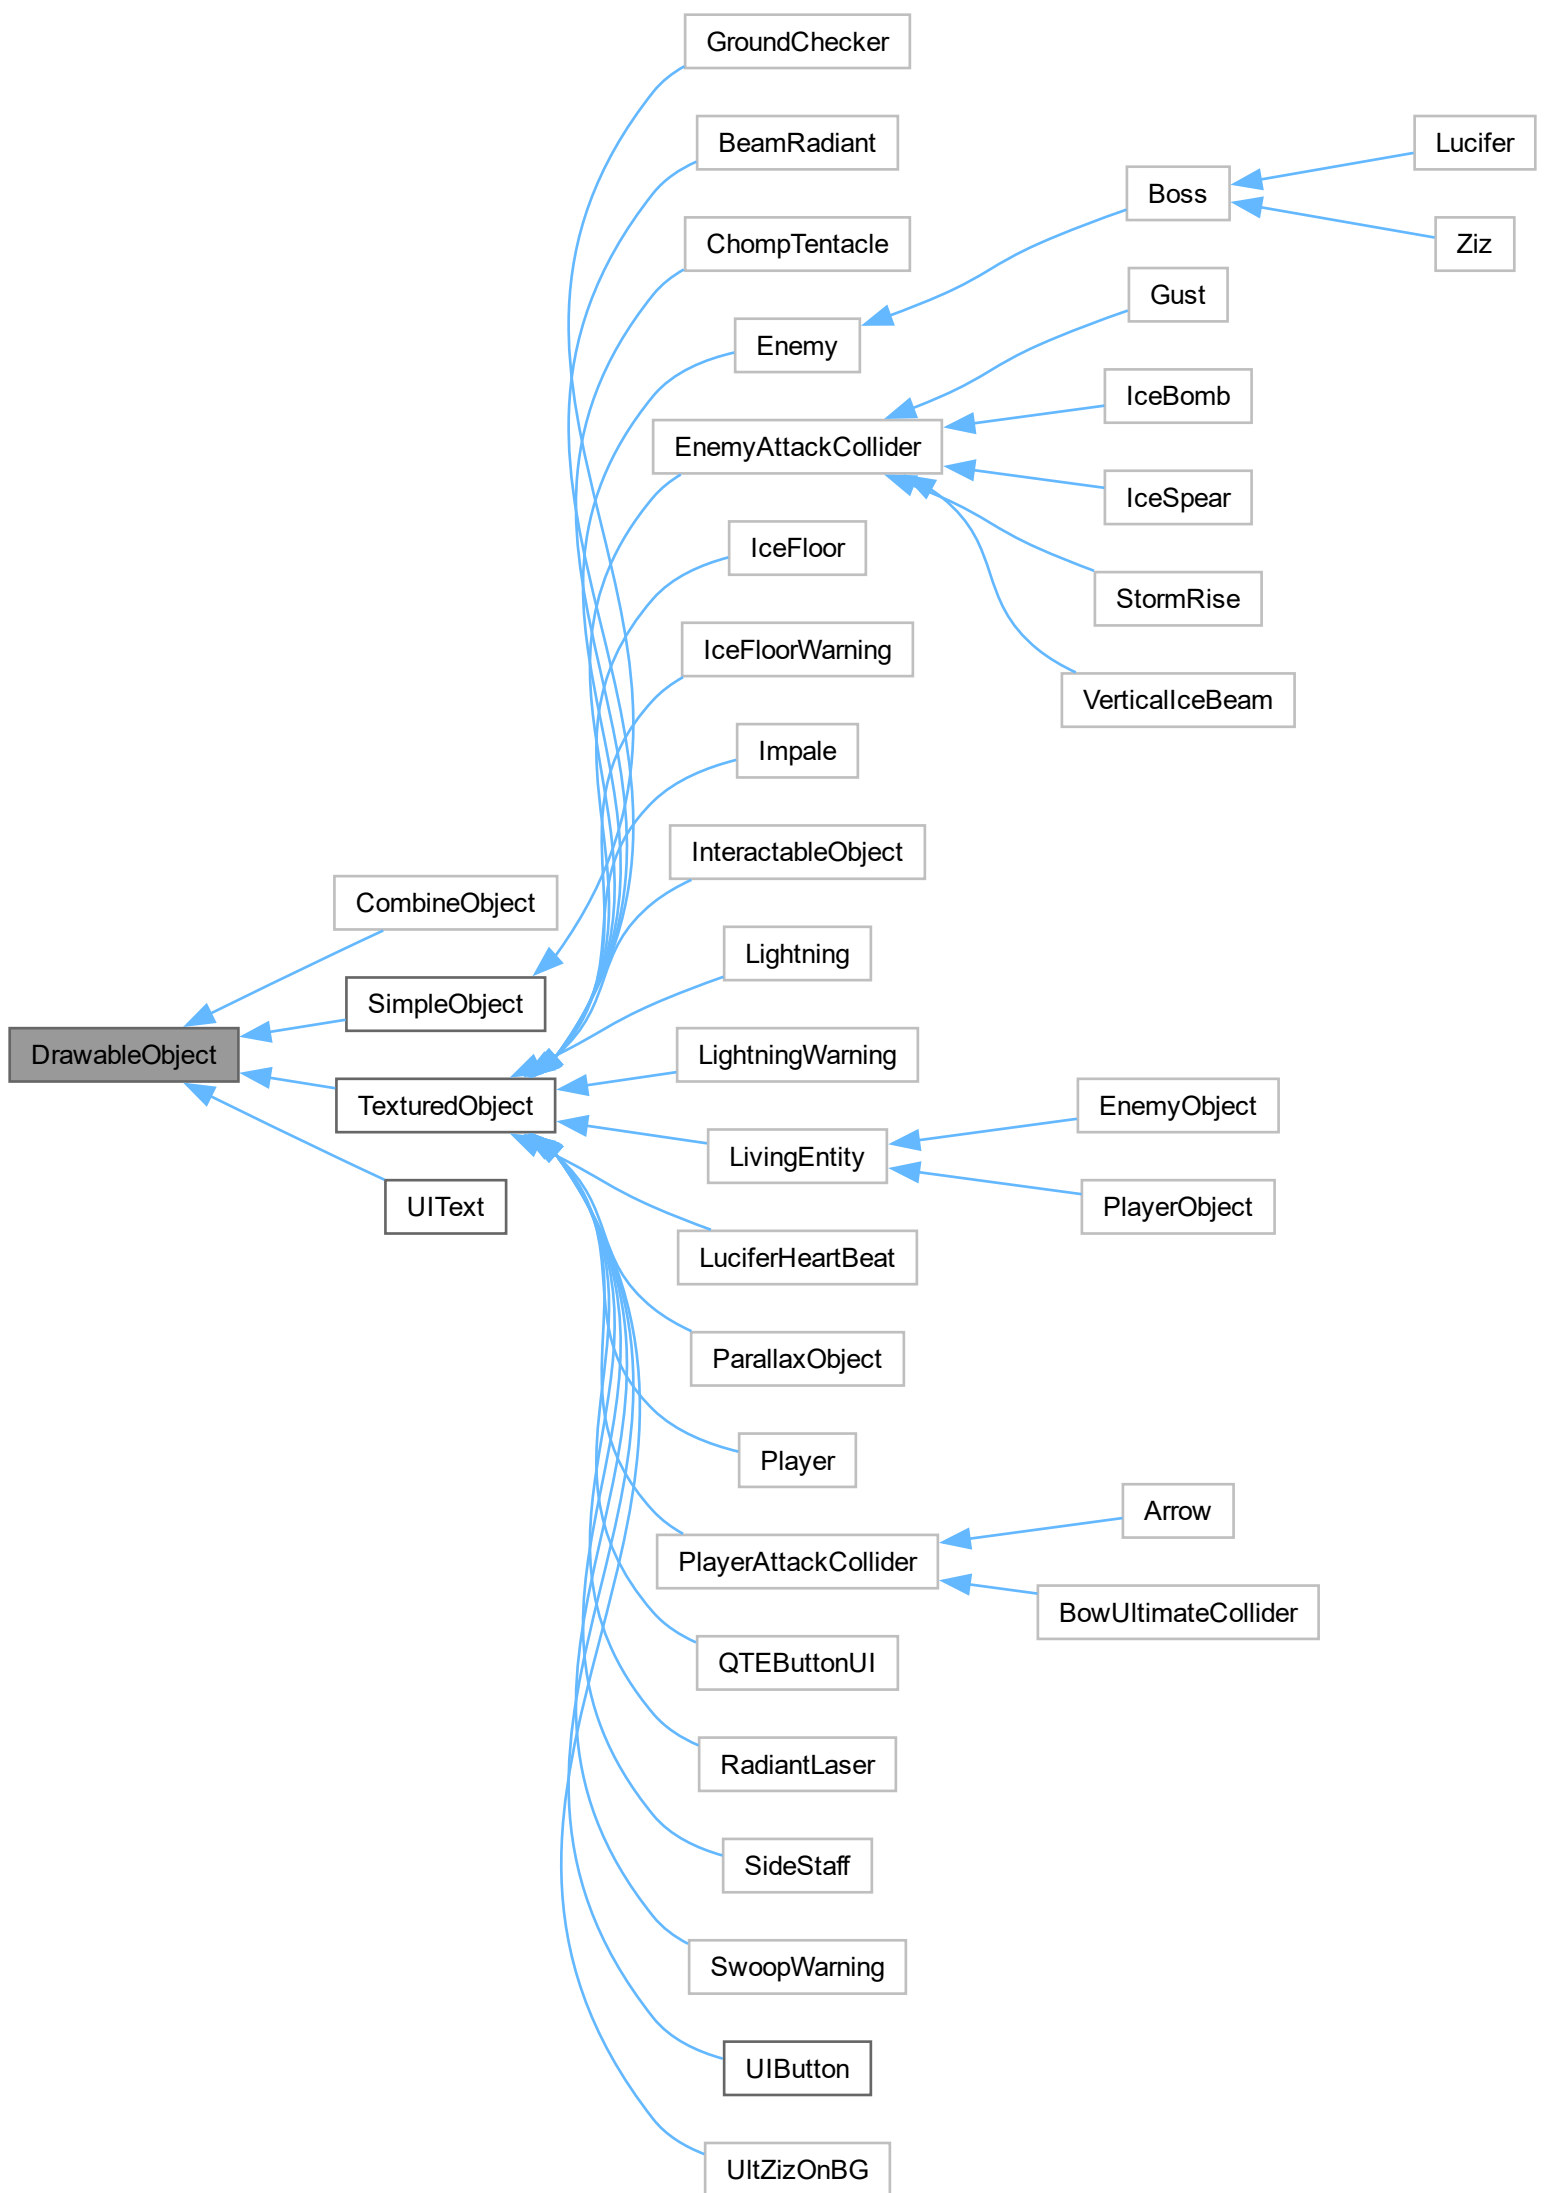 GroundChecker
BeamRadiant
Lucifer
Boss
ChompTentacle
Ziz
Gust
Enemy
IceBomb
EnemyAttackCollider
IceSpear
IceFloor
StormRise
IceFloorWarning
VerticalIceBeam
Impale
InteractableObject
CombineObject
Lightning
SimpleObject
DrawableObject
LightningWarning
TexturedObject
EnemyObject
LivingEntity
UIText
PlayerObject
LuciferHeartBeat
ParallaxObject
Player
Arrow
PlayerAttackCollider
BowUltimateCollider
QTEButtonUI
RadiantLaser
SideStaff
SwoopWarning
UIButton
UltZizOnBG